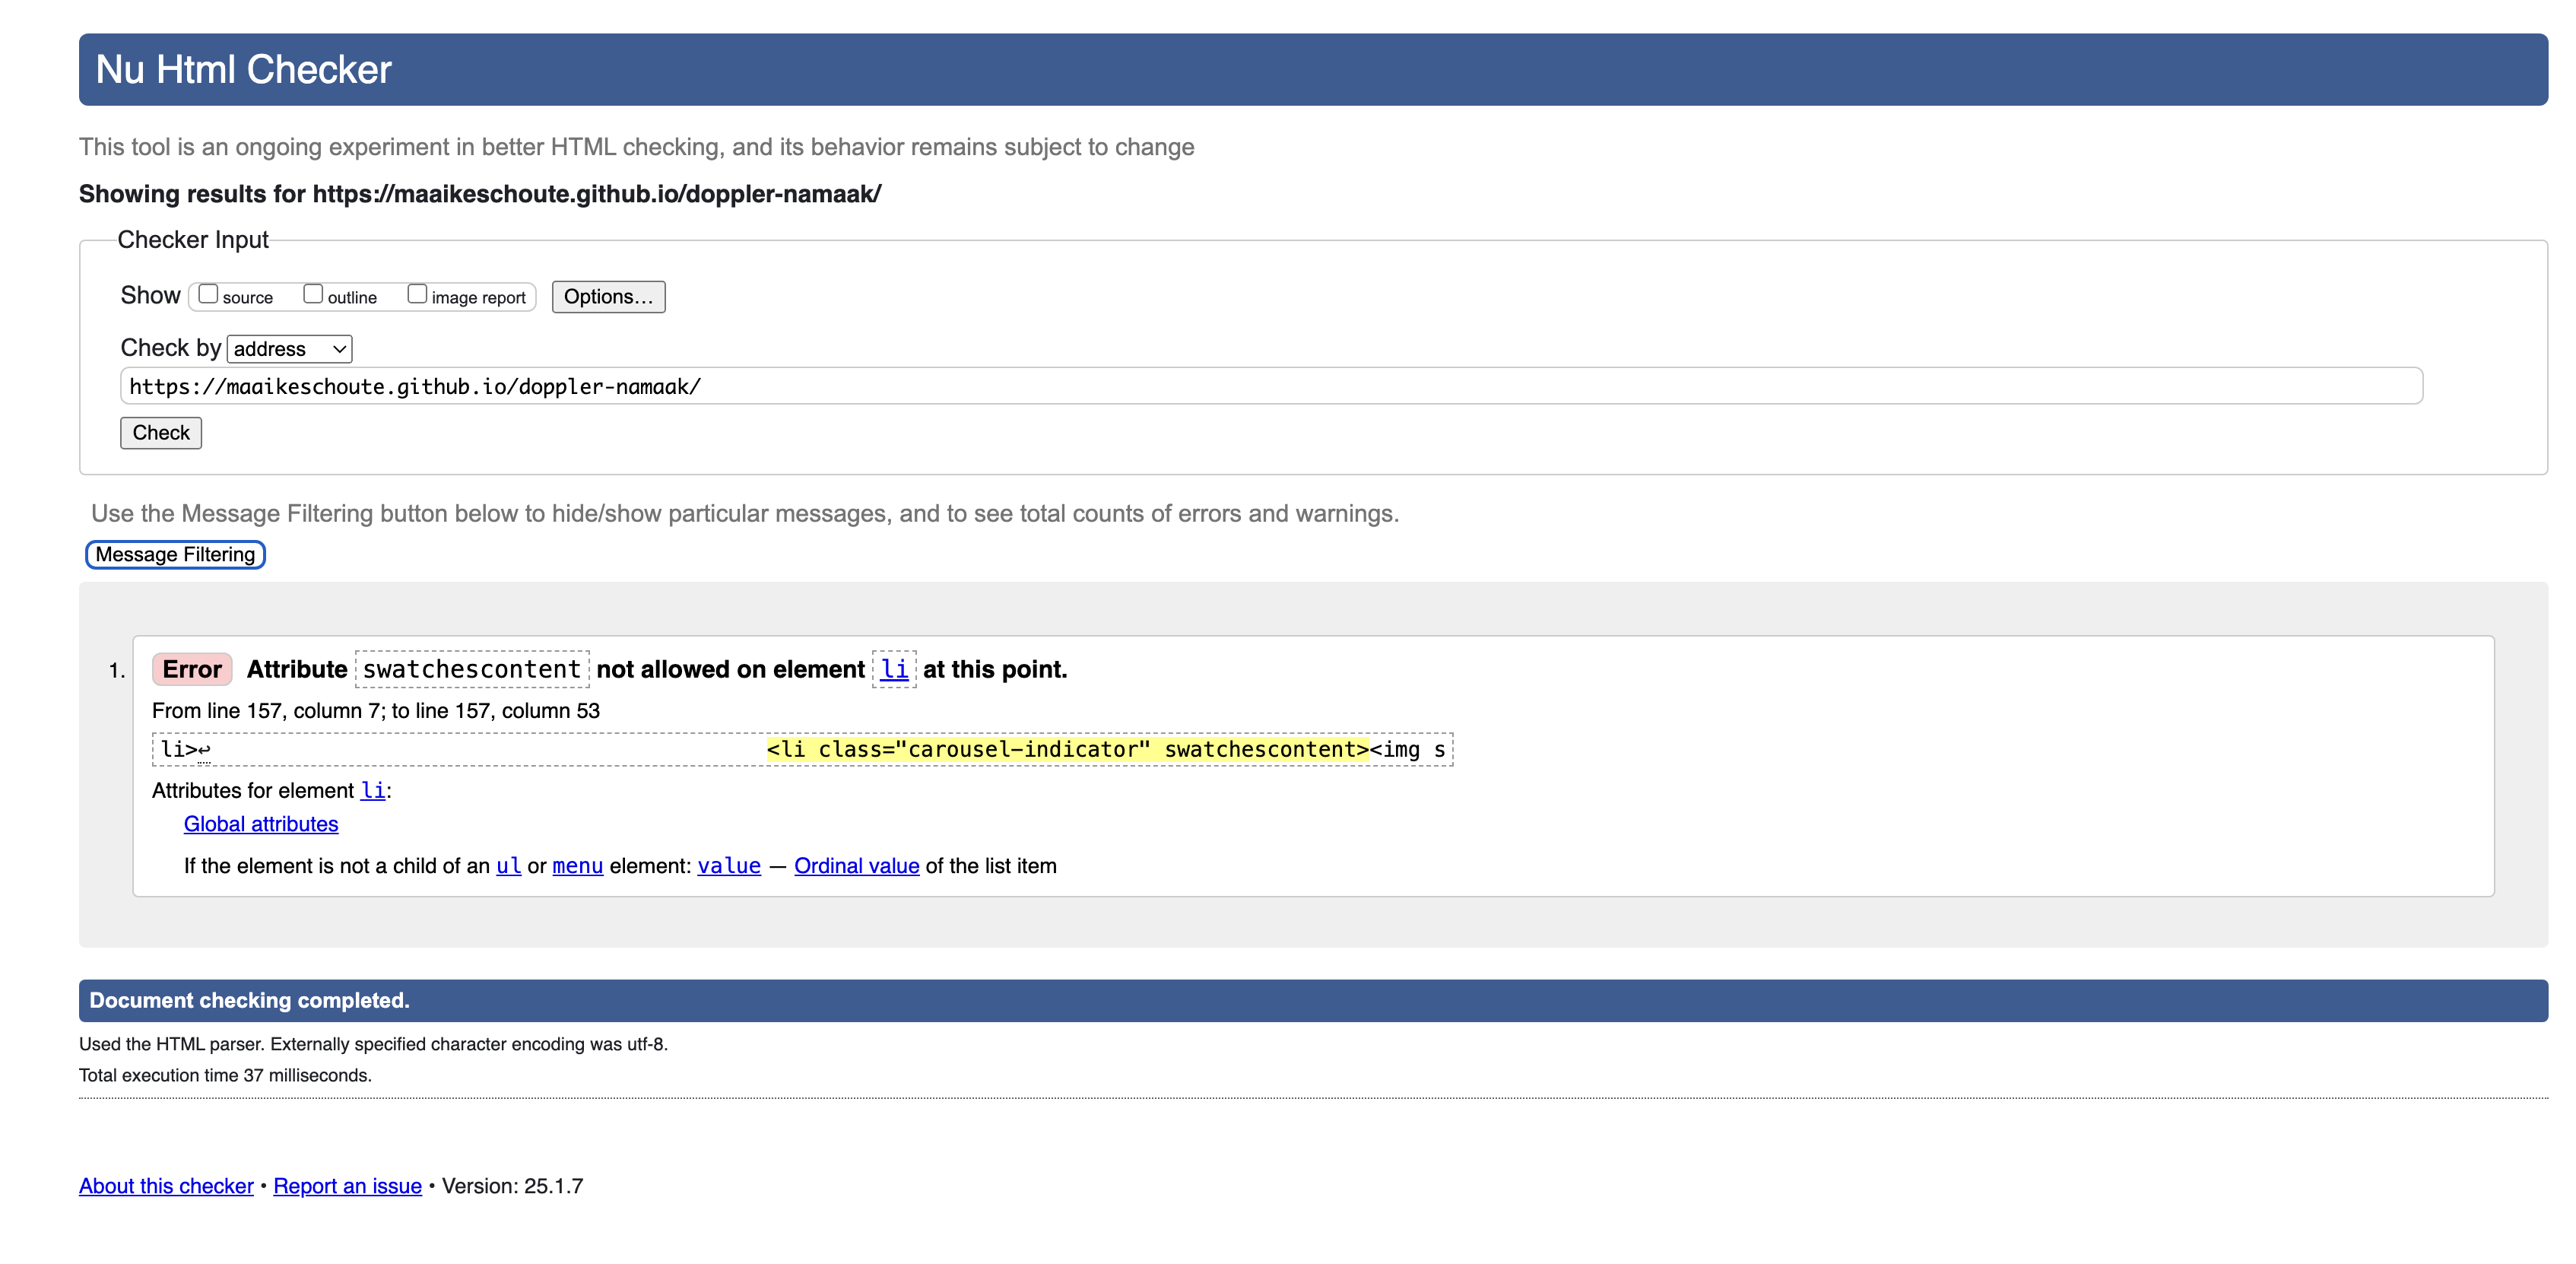 Nu Html Checker
This tool is an ongoing experiment in better HTML checking, and its behavior remains subject to change
Showing results for https://maaikeschoute.github.io/doppler-namaak/
Checker Input
Show source outline image report Options...
Check by address
https://maaikeschoute.github.io/doppler-namaak/
Check
Use the Message Filtering button below to hide/show particular messages, and to see total counts of errors and warnings.
Message Filtering
1. Error Attribute swatchescontent not allowed on element li at this point.
From line 157, column 7; to line 157, column 53
li>↩ <li class="carousel-indicator" swatchescontent><img s
Attributes for element li:
Global attributes
If the element is not a child of an ul or menu element: value — Ordinal value of the list item
Document checking completed.
Used the HTML parser. Externally specified character encoding was utf-8.
Total execution time 37 milliseconds.
About this checker • Report an issue • Version: 25.1.7